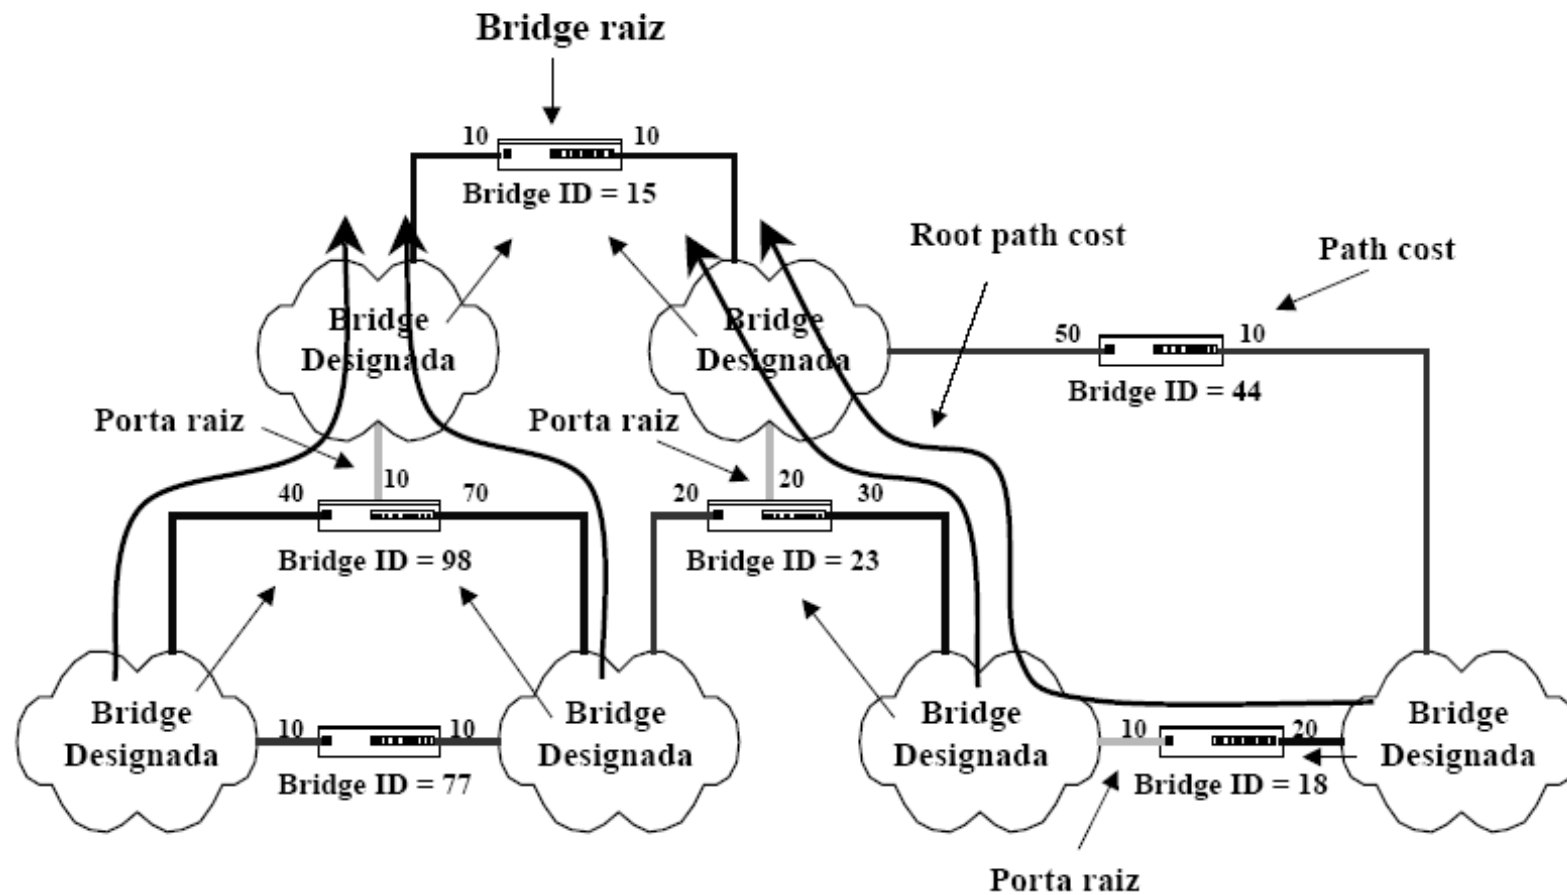 Bridge raiz
10
10
Bridge ID = 15
Root path cost
Path cost
Bridge
Designada
Bridge
Designada
50
10
Bridge ID = 44
Porta raiz
Porta raiz
40
10
70
20
20
30
Bridge ID = 98
Bridge ID = 23
Bridge
Designada
10
10
Bridge ID = 77
Bridge
Designada
Bridge
Designada
10
20
Bridge ID = 18
Bridge
Designada
Porta raiz